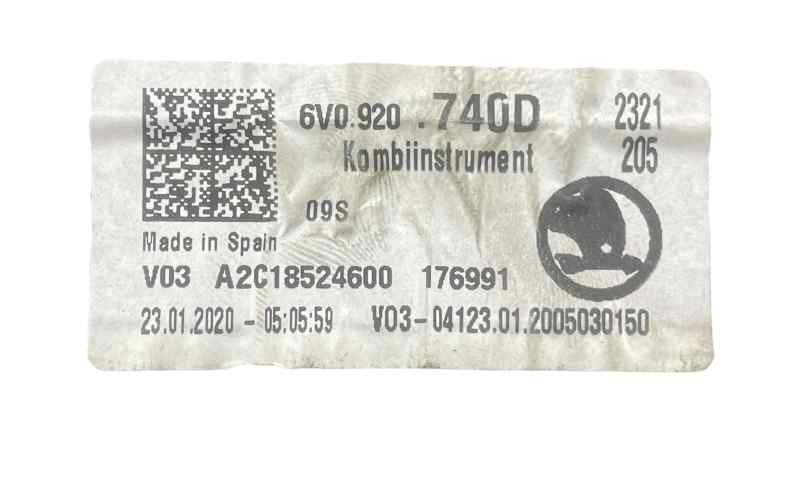 6V0.920 .740D 2321
Kombiinstrument 205
09S
Made in Spain
V03 A2C18524600 176991
23.01.2020 - 05:05:59 V03-04123.01.2005030150